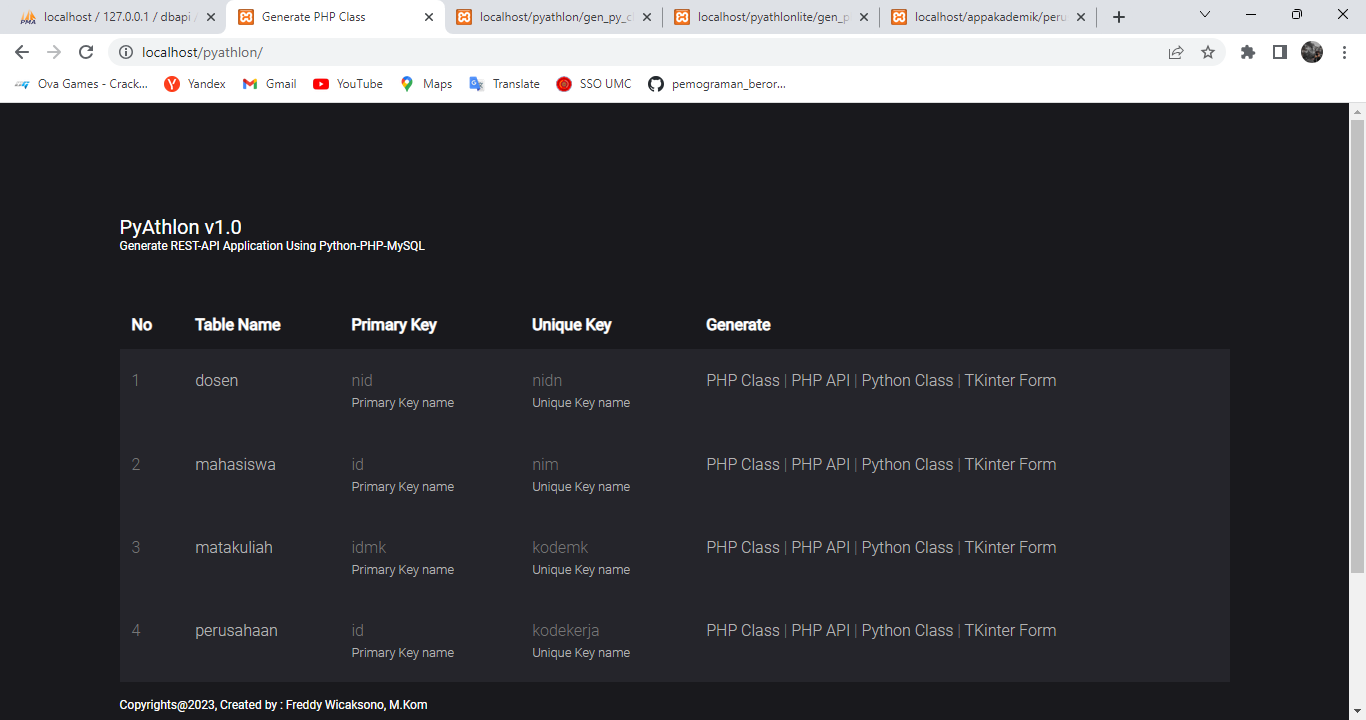 localhost / 127.0.0.1 / dbapi /
Generate PHP Class
localhost/pyathlon/gen_py_cl
localhost/pyathlonlite/gen_p
localhost/appakademik/peru
localhost/pyathlon/
Ova Games - Crack...
Yandex
Gmail
YouTube
Maps
Translate
SSO UMC
pemograman_beror...
PyAthlon v1.0
Generate REST-API Application Using Python-PHP-MySQL
No Table Name Primary Key Unique Key Generate
1 dosen nid nidn PHP Class | PHP API | Python Class | TKinter Form
Primary Key name Unique Key name
2 mahasiswa id nim PHP Class | PHP API | Python Class | TKinter Form
Primary Key name Unique Key name
3 matakuliah idmk kodemk PHP Class | PHP API | Python Class | TKinter Form
Primary Key name Unique Key name
4 perusahaan id kodekerja PHP Class | PHP API | Python Class | TKinter Form
Primary Key name Unique Key name
Copyrights@2023, Created by : Freddy Wicaksono, M.Kom